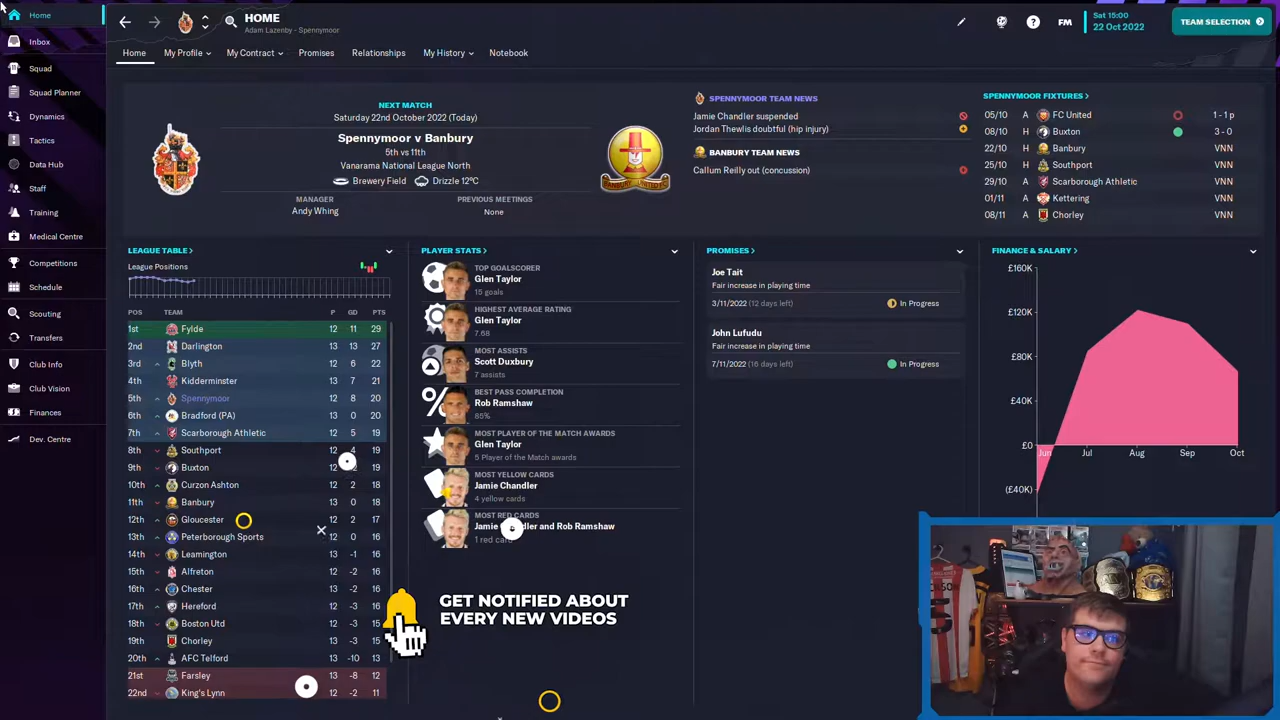 Home
Inbox
Squad
Squad Planner
Dynamics
Tactics
Data Hub
Staff
Training
Medical Centre
Competitions
Schedule
Scouting
Transfers
Club Info
Club Vision
Finances
Dev. Centre
HOME
Adam Lazenby - Spennymoor
FM
Sat 15:00
22 Oct 2022
TEAM SELECTION
Home
My Profile
My Contract
Promises
Relationships
My History
Notebook
NEXT MATCH
Saturday 22nd October 2022 (Today)
Spennymoor v Banbury
5th vs 11th
Vanarama National League North
Brewery Field
Drizzle 12°C
MANAGER
Andy Whing
PREVIOUS MEETINGS
None
BANBURY UNITED FC
SPENNYMOOR TEAM NEWS
Jamie Chandler suspended
Jordan Thewlis doubtful (hip injury)
BANBURY TEAM NEWS
Callum Reilly out (concussion)
SPENNYMOOR FIXTURES >
05/10 A FC United 1 - 1 p
08/10 H Buxton 3 - 0
22/10 H Banbury VNN
25/10 H Southport VNN
29/10 A Scarborough Athletic VNN
01/11 A Kettering VNN
08/11 A Chorley VNN
LEAGUE TABLE >
League Positions
POS TEAM P GD PTS
1st Fylde 12 11 29
2nd Darlington 13 13 27
3rd Blyth 12 6 22
4th Kidderminster 13 7 21
5th Spennymoor 12 8 20
6th Bradford (PA) 13 0 20
7th Scarborough Athletic 12 5 19
8th Southport 12 4 19
9th Buxton 12 19
10th Curzon Ashton 12 2 18
11th Banbury 13 0 18
12th Gloucester 12 2 17
13th Peterborough Sports 12 0 16
14th Leamington 13 -1 16
15th Alfreton 12 -2 16
16th Chester 12 -2 16
17th Hereford 12 -3 16
18th Boston Utd 12 -3 15
19th Chorley 13 -3 15
20th AFC Telford 13 -10 13
21st Farsley 13 -8 12
22nd King's Lynn 12 -2 11
PLAYER STATS >
TOP GOALSCORER
Glen Taylor
15 goals
HIGHEST AVERAGE RATING
Glen Taylor
7.68
MOST ASSISTS
Scott Duxbury
7 assists
BEST PASS COMPLETION
Rob Ramshaw
85%
MOST PLAYER OF THE MATCH AWARDS
Glen Taylor
5 Player of the Match awards
MOST YELLOW CARDS
Jamie Chandler
4 yellow cards
MOST RED CARDS
Jamie Chandler and Rob Ramshaw
1 red card
PROMISES >
Joe Tait
Fair increase in playing time
3/11/2022 (12 days left)
In Progress
John Lufudu
Fair increase in playing time
7/11/2022 (16 days left)
In Progress
FINANCE & SALARY >
£160K
£120K
£80K
£40K
£0
(£40K)
Jun Jul Aug Sep Oct
GET NOTIFIED ABOUT
EVERY NEW VIDEOS